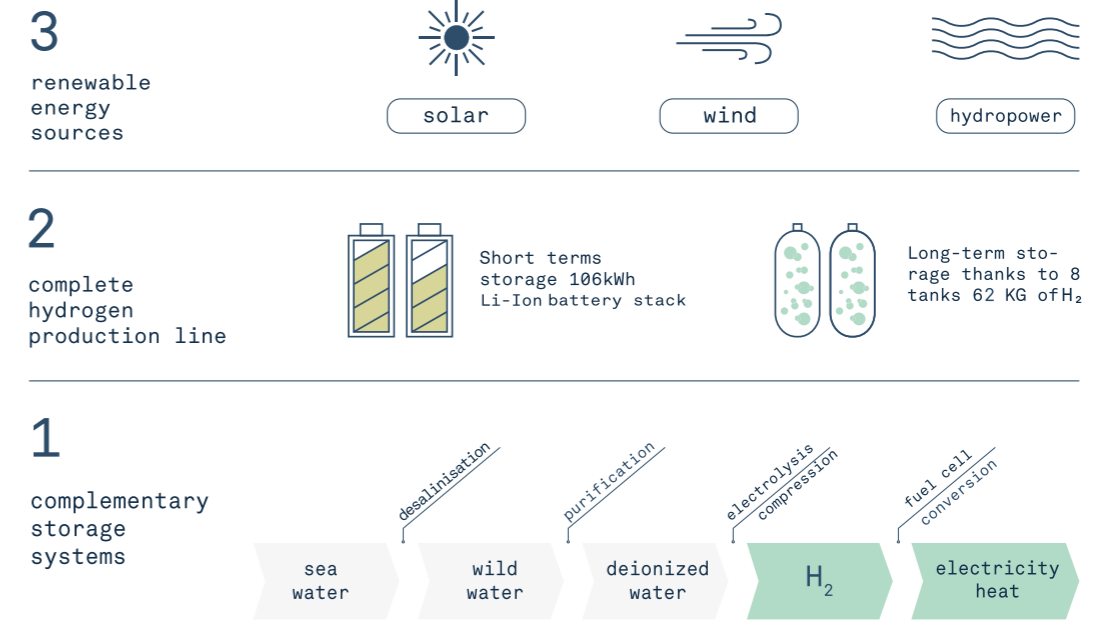 3
renewable
energy
sources
solar
wind
hydropower
2
complete
hydrogen
production line
Short terms
storage 106kWh
Li-Ion battery stack
Long-term sto-
rage thanks to 8
tanks 62 KG of H₂
1
complementary
storage
systems
desalinisation
purification
electrolysis
compression
fuel cell
conversion
sea
water
wild
water
deionized
water
H₂
electricity
heat